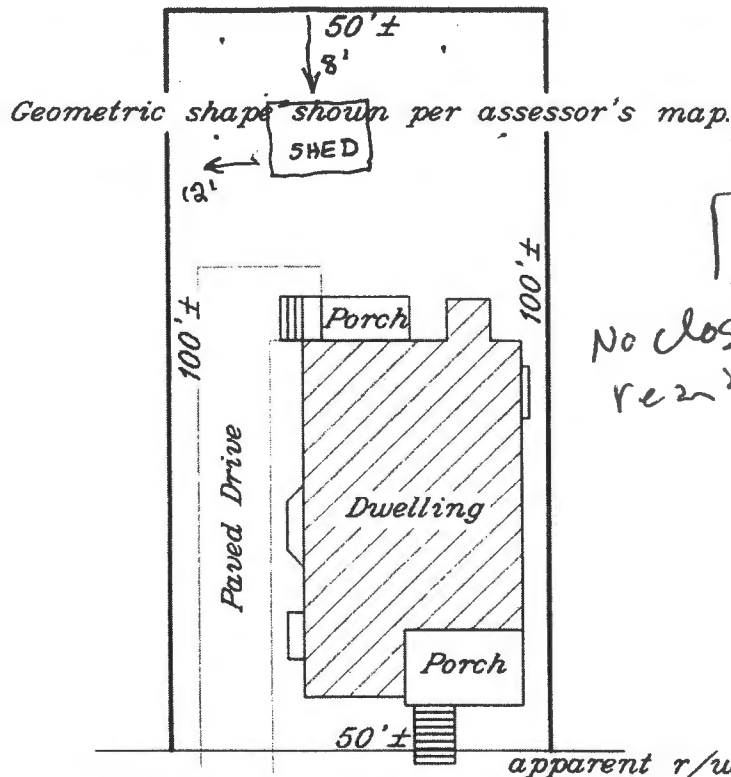 50'±
8'
Geometric shape shown per assessor's map.
SHED
12'
100'±
100'±
No
Porch
Paved Drive
Dwelling
Porch
50'±
apparent r/w